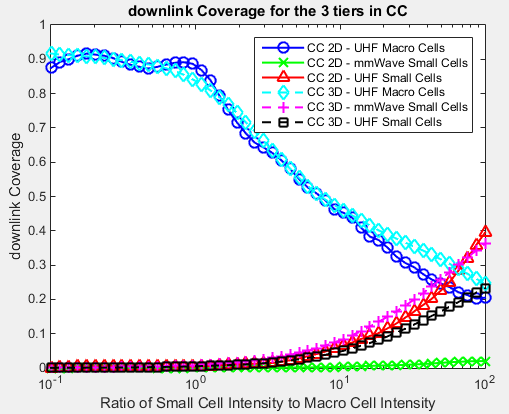 downlink Coverage for the 3 tiers in CC
1
0.9
0.8
0.7
0.6
0.5
0.4
0.3
0.2
0.1
0
downlink Coverage
CC 2D - UHF Macro Cells
CC 2D - mmWave Small Cells
CC 2D - UHF Small Cells
CC 3D - UHF Macro Cells
CC 3D - mmWave Small Cells
CC 3D - UHF Small Cells
10^-1 10^0 10^1 10^2
Ratio of Small Cell Intensity to Macro Cell Intensity